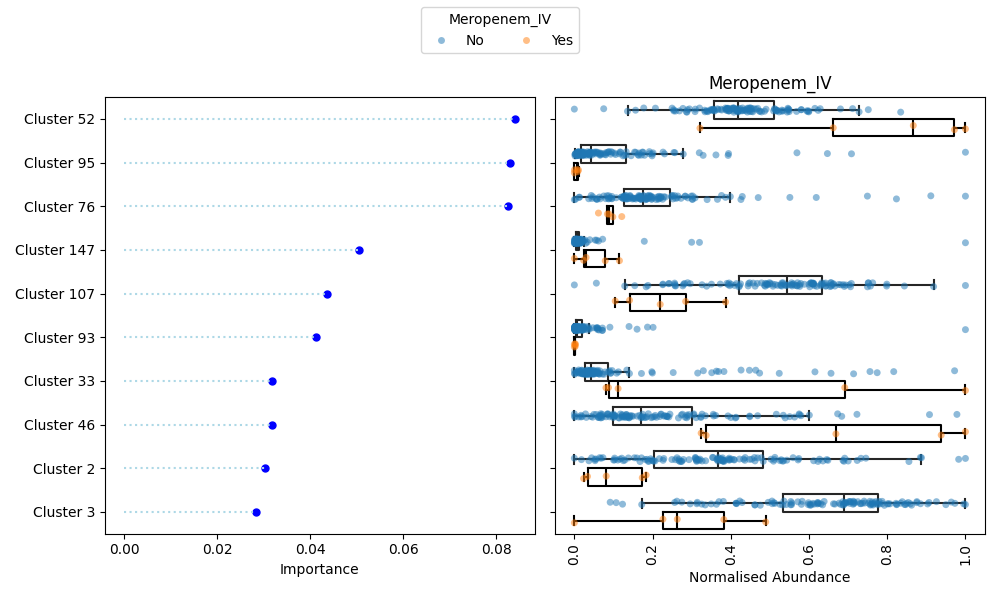 Meropenem_IV
No Yes
Meropenem_IV
Cluster 52
Cluster 95
Cluster 76
Cluster 147
Cluster 107
Cluster 93
Cluster 33
Cluster 46
Cluster 2
Cluster 3
0.00 0.02 0.04 0.06 0.08
Importance
0.0 0.2 0.4 0.6 0.8 1.0
Normalised Abundance